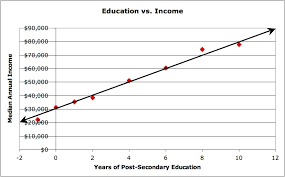 Education vs. Income
$90,000
$80,000
$70,000
$60,000
$50,000
$40,000
$30,000
$20,000
$10,000
$0
Median Annual Income
-2 0 2 4 6 8 10 12
Years of Post-Secondary Education